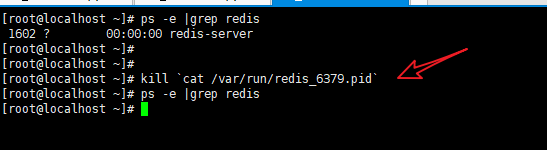 [root@localhost ~]# ps -e |grep redis
 1602 ?        00:00:00 redis-server
[root@localhost ~]#
[root@localhost ~]#
[root@localhost ~]# kill `cat /var/run/redis_6379.pid`
[root@localhost ~]# ps -e |grep redis
[root@localhost ~]#